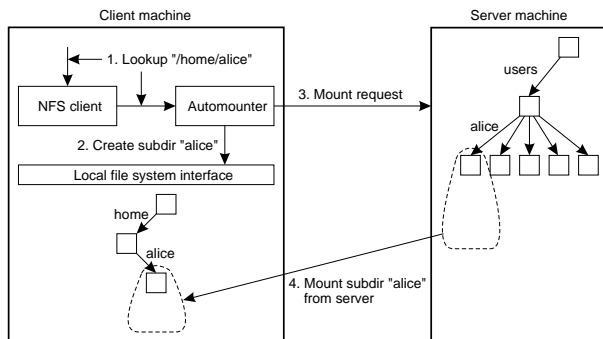 Client machine
Server machine
1. Lookup "/home/alice"
users
NFS client
Automounter
3. Mount request
alice
2. Create subdir "alice"
Local file system interface
home
alice
4. Mount subdir "alice"
from server